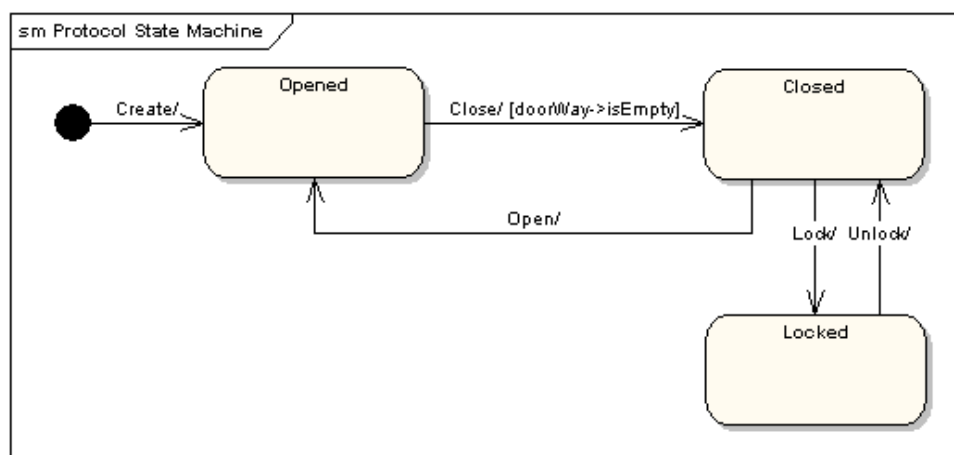 sm Protocol State Machine
Opened
Closed
Create/
Close/ [doorWay->isEmpty]
Open/
Lock/
Unlock/
Locked